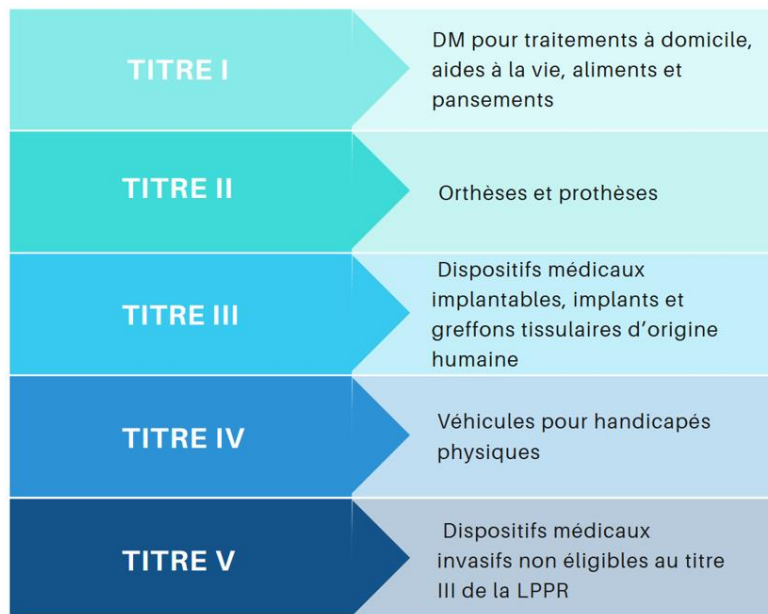 TITRE I
DM pour traitements à domicile,
aides à la vie, aliments et
pansements
TITRE II
Orthèses et prothèses
TITRE III
Dispositifs médicaux
implantables, implants et
greffons tissulaires d'origine
humaine
TITRE IV
Véhicules pour handicapés
physiques
TITRE V
Dispositifs médicaux
invasifs non éligibles au titre
III de la LPPR